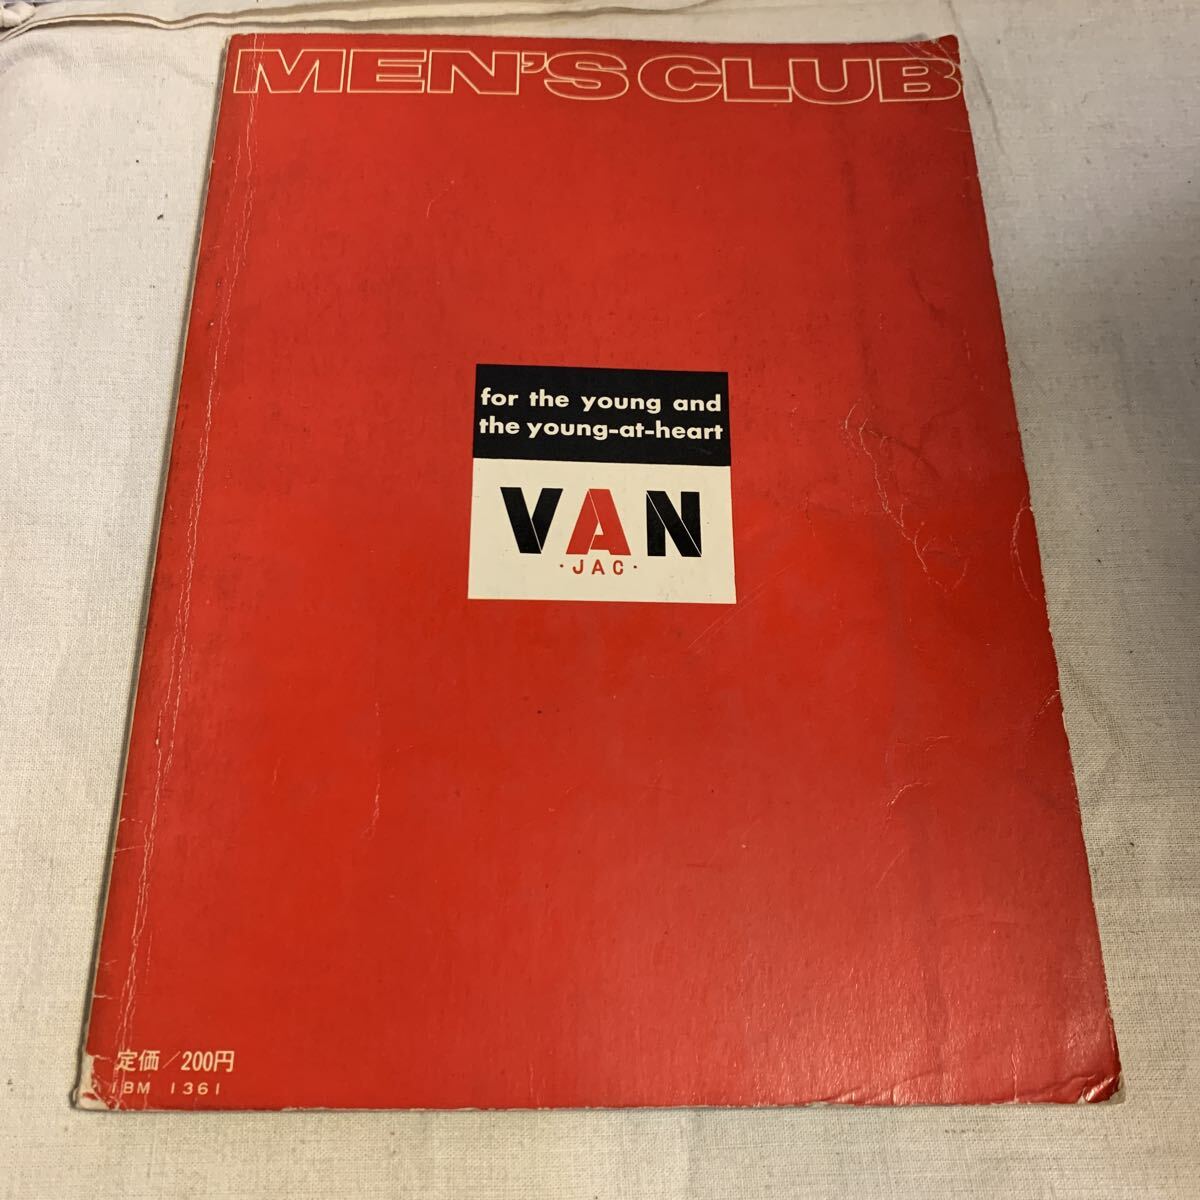 MEN'S CLUB
for the young and
the young-at-heart
VAN
・JAC・
定価/200円
IBM 1361